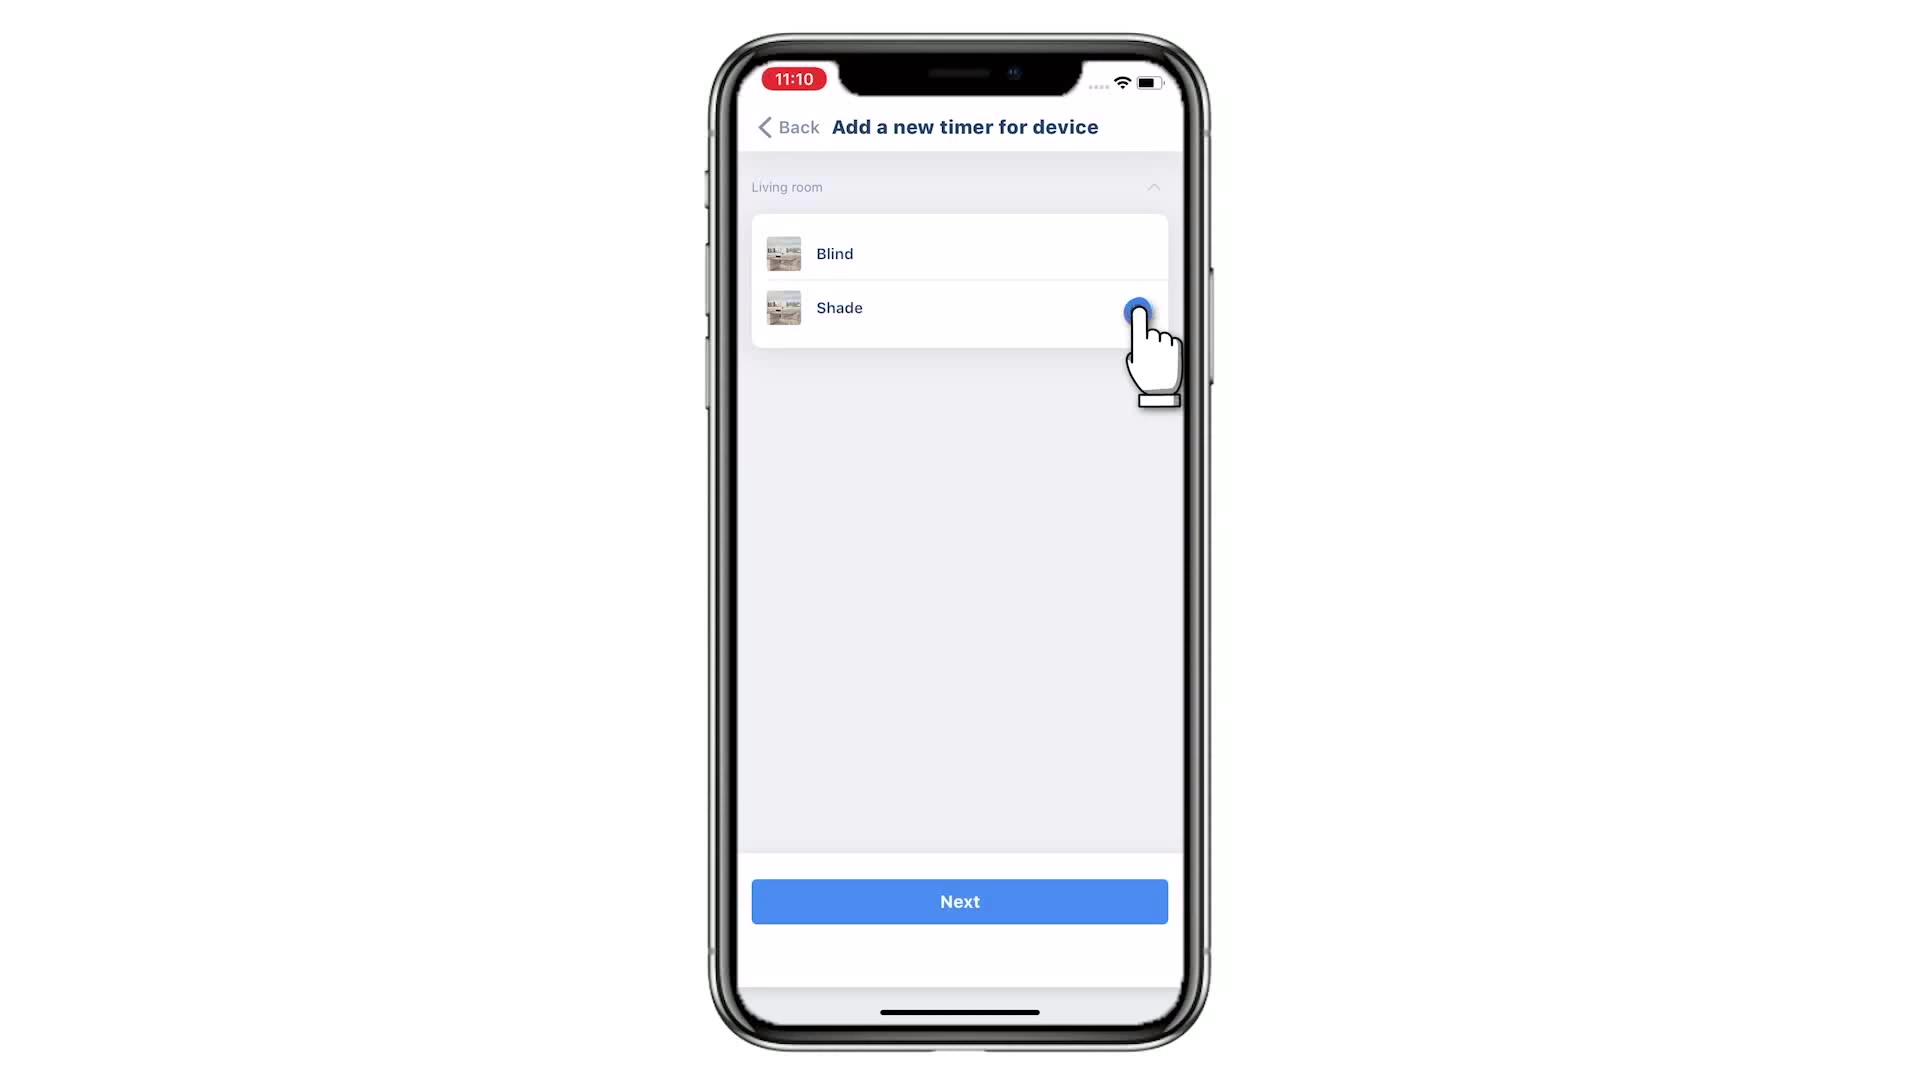 11:10
Back Add a new timer for device
Living room
Blind
Shade
Next